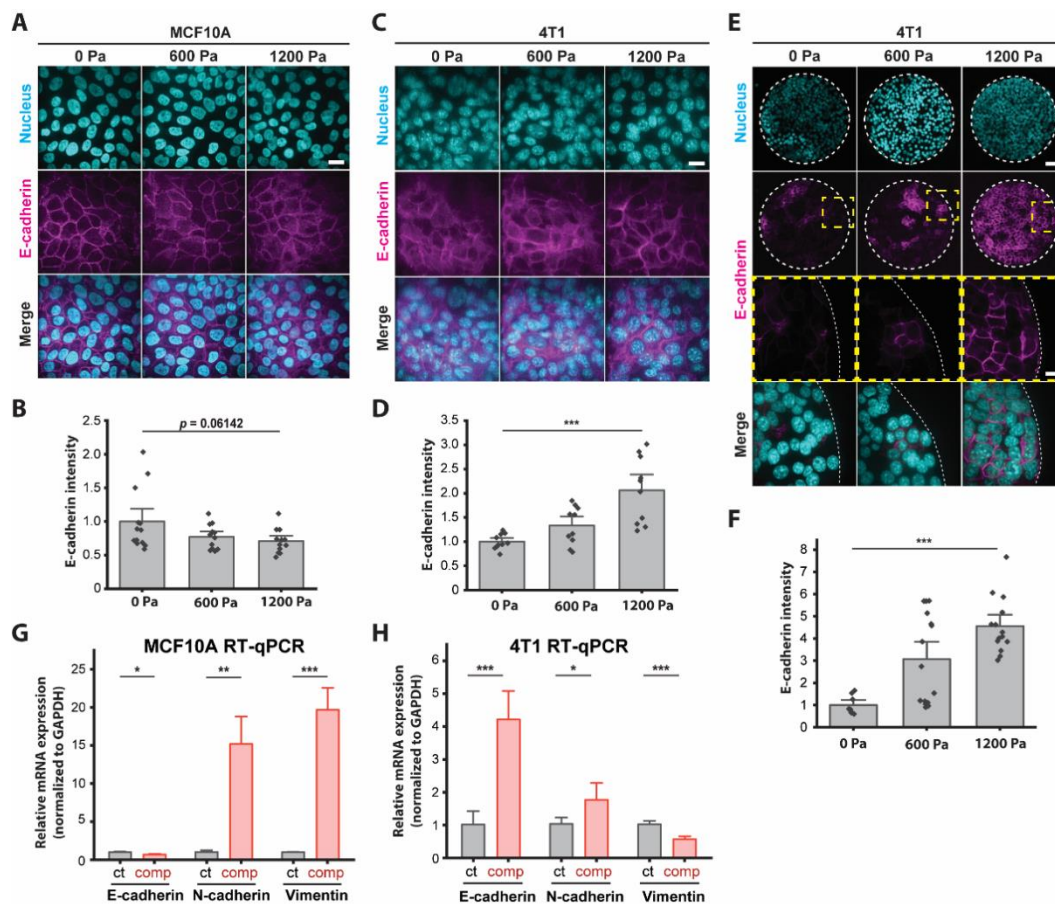 A
MCF10A
0 Pa 600 Pa 1200 Pa
Nucleus
E-cadherin
Merge
B
p = 0.06142
E-cadherin intensity
2.5
2.0
1.5
1.0
0.5
0
0 Pa 600 Pa 1200 Pa
C
4T1
0 Pa 600 Pa 1200 Pa
Nucleus
E-cadherin
Merge
D
***
E-cadherin intensity
3.5
3.0
2.5
2.0
1.5
1.0
0.5
0.0
0 Pa 600 Pa 1200 Pa
E
4T1
0 Pa 600 Pa 1200 Pa
Nucleus
E-cadherin
Merge
F
***
E-cadherin intensity
8
7
6
5
4
3
2
1
0
0 Pa 600 Pa 1200 Pa
G
MCF10A RT-qPCR
* ** ***
Relative mRNA expression
(normalized to GAPDH)
25
20
15
10
5
0
ct comp ct comp ct comp
E-cadherin N-cadherin Vimentin
H
4T1 RT-qPCR
*** * ***
Relative mRNA expression
(normalized to GAPDH)
6
5
4
3
2
1
0
ct comp ct comp ct comp
E-cadherin N-cadherin Vimentin